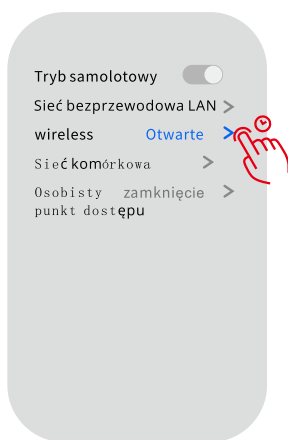 Tryb samolotowy
Sieć bezprzewodowa LAN >
wireless Otwarte >
Sieć komórkowa >
Osobisty zamknięcie >
punkt dostępu